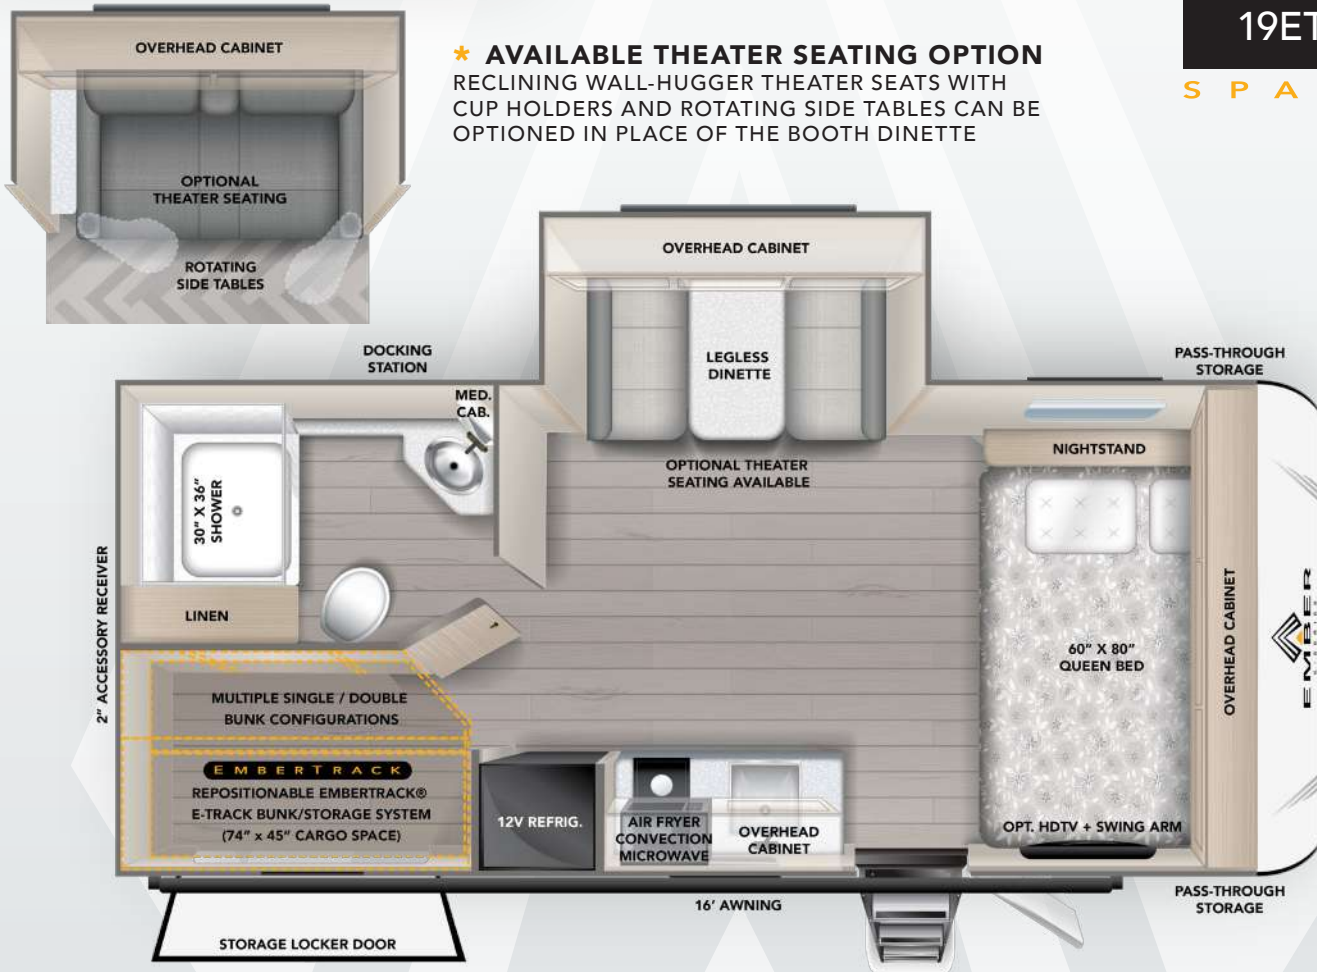 19ET
S P A
OVERHEAD CABINET
* AVAILABLE THEATER SEATING OPTION
RECLINING WALL-HUGGER THEATER SEATS WITH
CUP HOLDERS AND ROTATING SIDE TABLES CAN BE
OPTIONED IN PLACE OF THE BOOTH DINETTE
OPTIONAL
THEATER SEATING
ROTATING
SIDE TABLES
OVERHEAD CABINET
DOCKING
STATION
PASS-THROUGH
STORAGE
LEGLESS
DINETTE
MED.
CAB.
NIGHTSTAND
OPTIONAL THEATER
SEATING AVAILABLE
30" X 36"
SHOWER
2" ACCESSORY RECEIVER
LINEN
60" X 80"
QUEEN BED
OVERHEAD CABINET
EMBER
MULTIPLE SINGLE / DOUBLE
BUNK CONFIGURATIONS
EMBERTRACK
REPOSITIONABLE EMBERTRACK®
E-TRACK BUNK/STORAGE SYSTEM
(74" x 45" CARGO SPACE)
12V REFRIG.
AIR FRYER
CONVECTION
MICROWAVE
OVERHEAD
CABINET
OPT. HDTV + SWING ARM
16' AWNING
PASS-THROUGH
STORAGE
STORAGE LOCKER DOOR